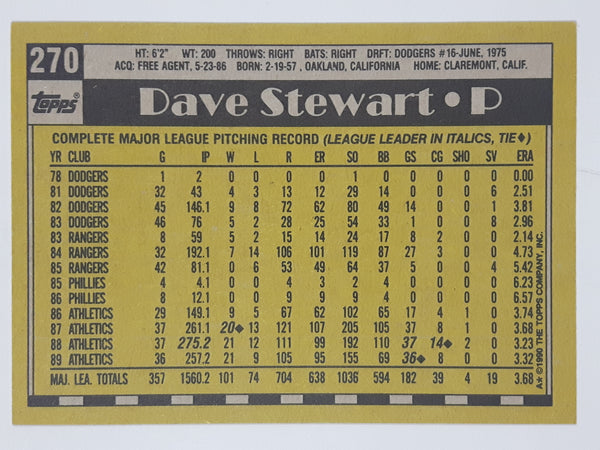 270
HT: 6'2" WT: 200 THROWS: RIGHT BATS: RIGHT DRFT: DODGERS #16-JUNE, 1975
ACQ: FREE AGENT, 5-23-86 BORN: 2-19-57, OAKLAND, CALIFORNIA HOME: CLAREMONT, CALIF.
Topps
Dave Stewart • P
COMPLETE MAJOR LEAGUE PITCHING RECORD (LEAGUE LEADER IN ITALICS, TIE♦)
YR CLUB G IP W L R ER SO BB GS CG SHO SV ERA
78 DODGERS 1 2 0 0 0 0 1 0 0 0 0 0 0.00
81 DODGERS 32 43 4 3 13 12 29 14 0 0 0 6 2.51
82 DODGERS 45 146.1 9 8 72 62 80 49 14 0 0 1 3.81
83 DODGERS 46 76 5 2 28 25 54 33 1 0 0 8 2.96
83 RANGERS 8 59 5 2 15 14 24 17 8 2 0 0 2.14
84 RANGERS 32 192.1 7 14 106 101 119 87 27 3 0 0 4.73
85 RANGERS 42 81.1 0 6 53 49 64 37 5 0 0 4 5.42
85 PHILLIES 4 4.1 0 0 4 3 2 4 0 0 0 0 6.23
86 PHILLIES 8 12.1 0 0 9 9 9 4 0 0 0 0 6.57
86 ATHLETICS 29 149.1 9 5 67 62 102 65 17 4 1 0 3.74
87 ATHLETICS 37 261.1 20♦ 13 121 107 205 105 37 8 1 0 3.68
88 ATHLETICS 37 275.2 21 12 111 99 192 110 37 14♦ 2 0 3.23
89 ATHLETICS 36 257.2 21 9 105 95 155 69 36♦ 8 0 0 3.32
MAJ. LEA. TOTALS 357 1560.2 101 74 704 638 1036 594 182 39 4 19 3.68
A* ©1990 THE TOPPS COMPANY, INC.